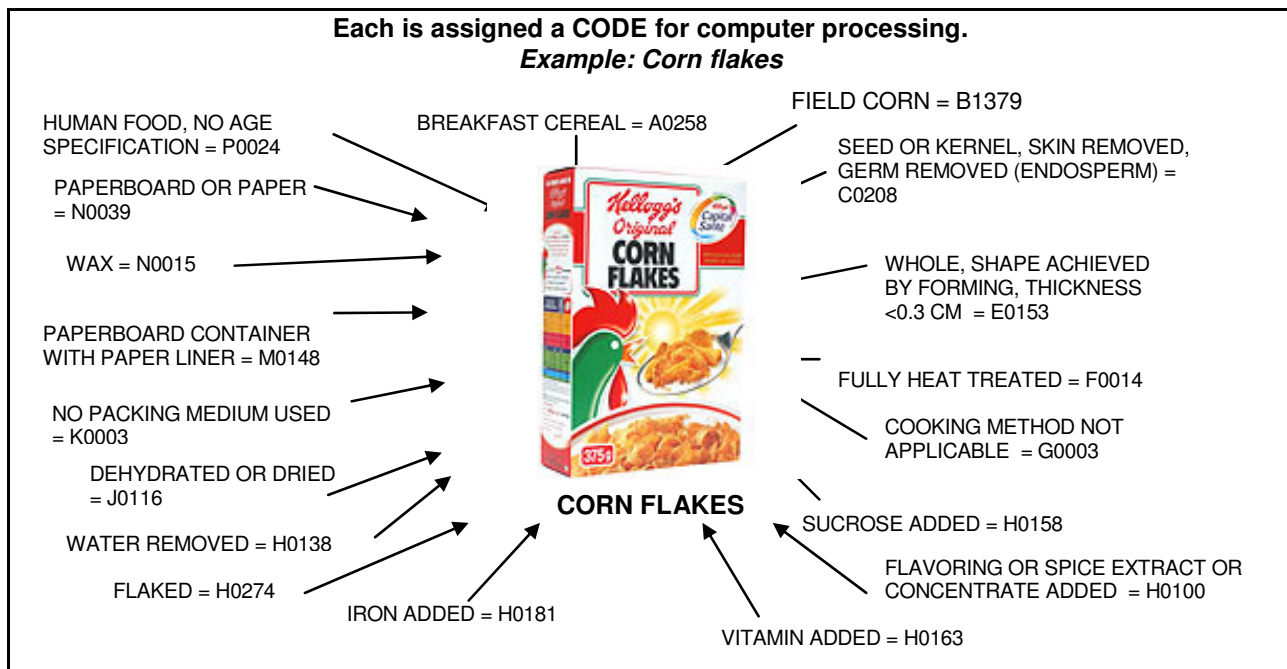 Each is assigned a CODE for computer processing.
Example: Corn flakes
HUMAN FOOD, NO AGE
SPECIFICATION = P0024
BREAKFAST CEREAL = A0258
FIELD CORN = B1379
SEED OR KERNEL, SKIN REMOVED,
GERM REMOVED (ENDOSPERM) =
C0208
PAPERBOARD OR PAPER
= N0039
WAX = N0015
WHOLE, SHAPE ACHIEVED
BY FORMING, THICKNESS
<0.3 CM = E0153
PAPERBOARD CONTAINER
WITH PAPER LINER = M0148
FULLY HEAT TREATED = F0014
NO PACKING MEDIUM USED
= K0003
COOKING METHOD NOT
APPLICABLE = G0003
DEHYDRATED OR DRIED
= J0116
Kellogg's
Original
CORN
FLAKES
Capital
Santé
375g
CORN FLAKES
SUCROSE ADDED = H0158
WATER REMOVED = H0138
FLAVORING OR SPICE EXTRACT OR
CONCENTRATE ADDED = H0100
FLAKED = H0274
IRON ADDED = H0181
VITAMIN ADDED = H0163